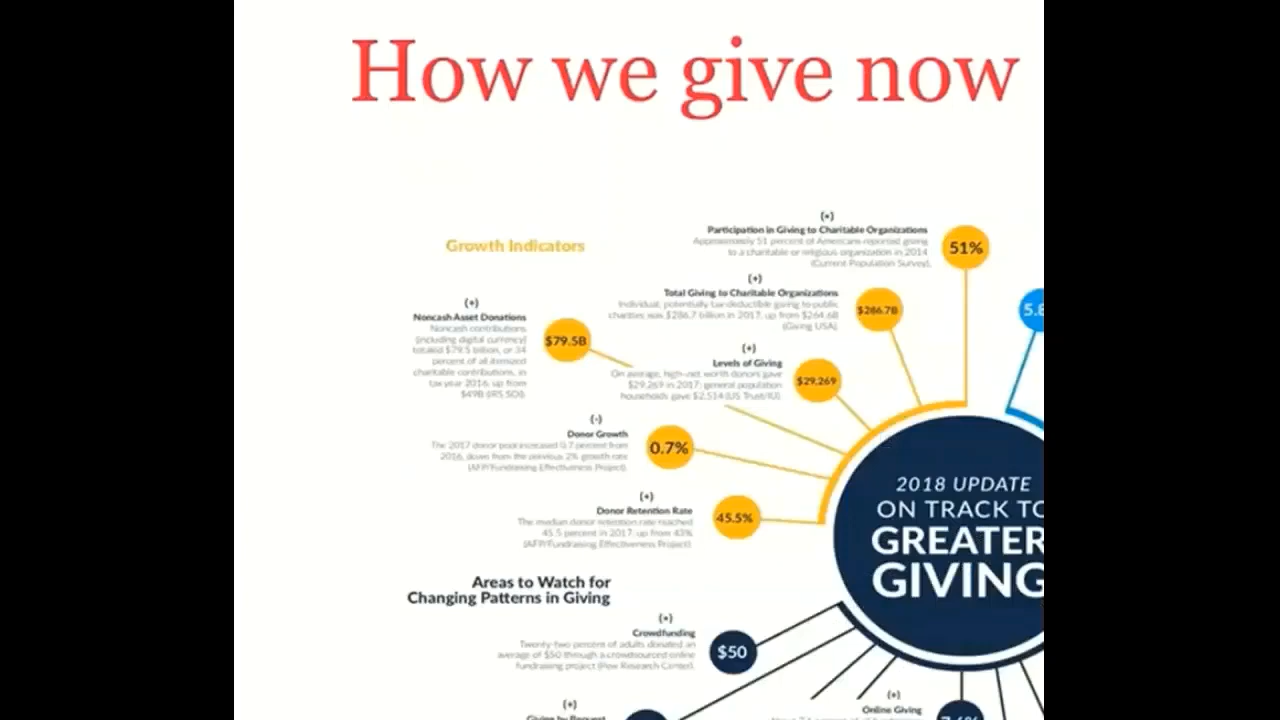 How we give now
(+)
Participation in Giving to Charitable Organizations
Approximately 51 percent of Americans reported giving
to a charitable or religious organization in 2014
(Current Population Survey).
51%
Growth Indicators
(+)
Total Giving to Charitable Organizations
Individual, potentially tax-deductible giving to public
charities was $286.7 billion in 2017, up from $264.6B
(Giving USA).
$286.7B
5.8
(+)
Noncash Asset Donations
Noncash contributions
(including digital currency)
totaled $79.5 billion, or 34
percent of all itemized
charitable contributions, in
tax year 2016, up from
$49B (IRS SOI).
$79.5B
(+)
Levels of Giving
On average, high-net worth donors gave
$29,269 in 2017; general population
households gave $2,514 (US Trust/IU).
$29,269
(-)
Donor Growth
The 2017 donor pool increased 0.7 percent from
2016, down from the previous 2% growth rate
(AFP/Fundraising Effectiveness Project).
0.7%
(+)
Donor Retention Rate
The median donor retention rate reached
45.5 percent in 2017, up from 43%
(AFP/Fundraising Effectiveness Project).
45.5%
2018 UPDATE
ON TRACK TO
GREATER
GIVING
Areas to Watch for
Changing Patterns in Giving
(+)
Crowdfunding
Twenty-two percent of adults donated an
average of $50 through a crowdsourced online
fundraising project (Pew Research Center).
$50
(+)
Giving by Request
(+)
Online Giving